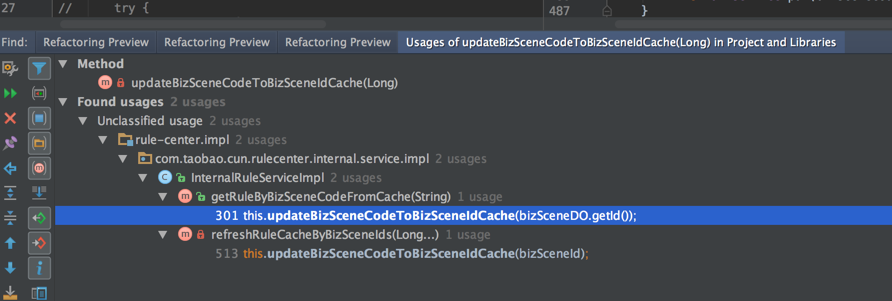 27 // try { 487 }
Find: Refactoring Preview Refactoring Preview Refactoring Preview Usages of updateBizSceneCodeToBizSceneIdCache(Long) in Project and Libraries
Method
updateBizSceneCodeToBizSceneIdCache(Long)
Found usages 2 usages
Unclassified usage 2 usages
rule-center.impl 2 usages
com.taobao.cun.rulecenter.internal.service.impl 2 usages
InternalRuleServiceImpl 2 usages
getRuleByBizSceneCodeFromCache(String) 1 usage
301 this.updateBizSceneCodeToBizSceneIdCache(bizSceneDO.getId());
refreshRuleCacheByBizSceneIds(Long...) 1 usage
513 this.updateBizSceneCodeToBizSceneIdCache(bizSceneId);